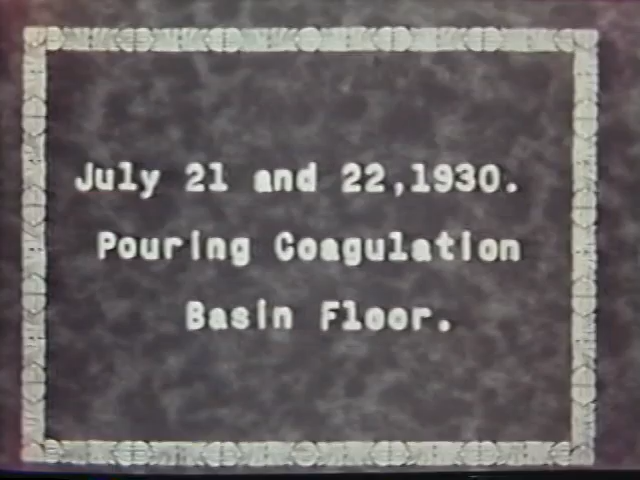 July 21 and 22,1930.
Pouring Coagulation
Basin Floor.